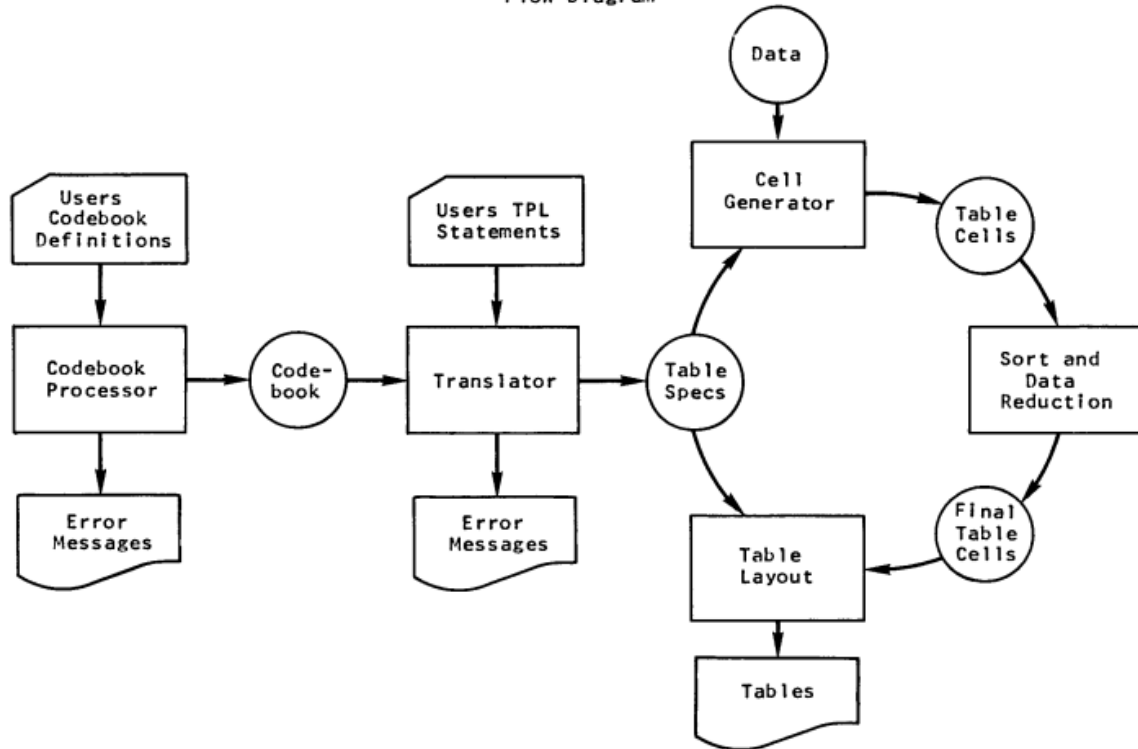 Flow Diagram
Data
Users
Codebook
Definitions
Users TPL
Statements
Cell
Generator
Table
Cells
Codebook
Processor
Code-
book
Translator
Table
Specs
Sort and
Data
Reduction
Error
Messages
Error
Messages
Table
Layout
Final
Table
Cells
Tables